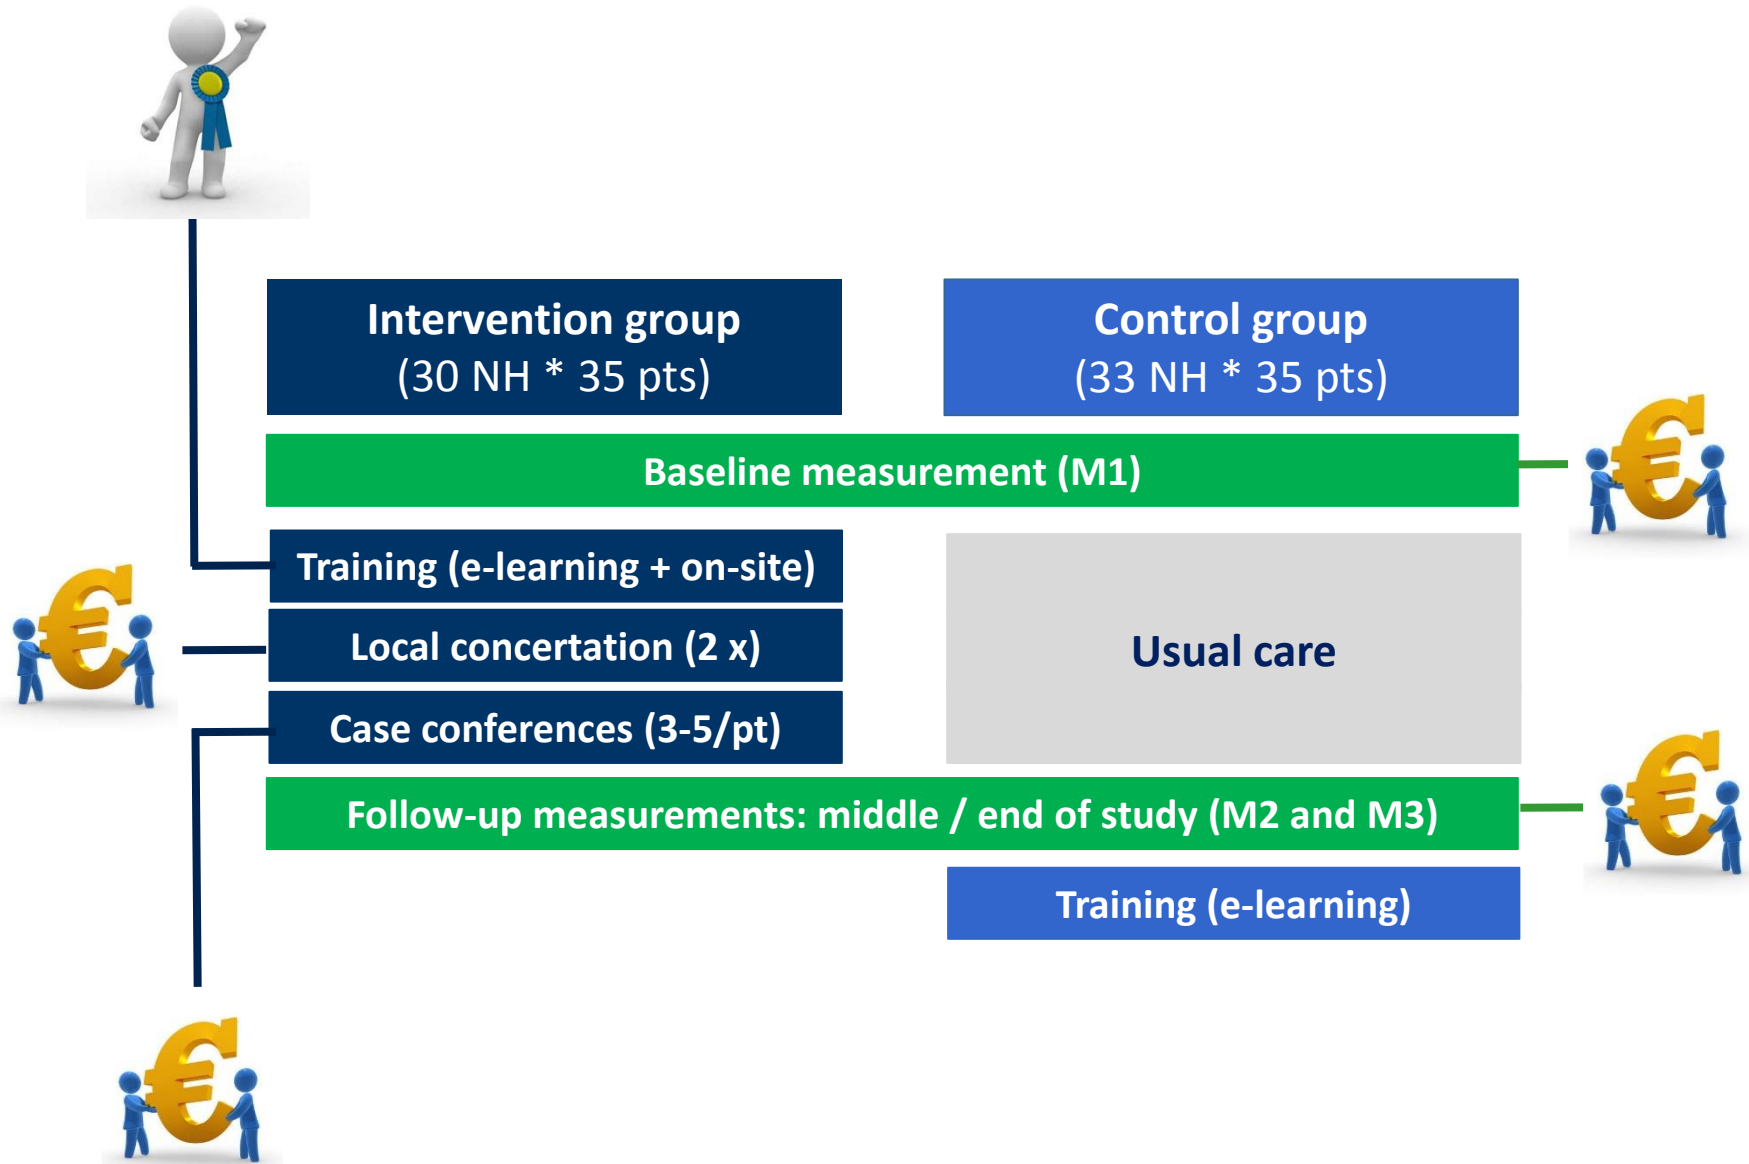 Intervention group
(30 NH * 35 pts)
Control group
(33 NH * 35 pts)
Baseline measurement (M1)
Training (e-learning + on-site)
Local concertation (2 x)
Case conferences (3-5/pt)
Usual care
Follow-up measurements: middle / end of study (M2 and M3)
Training (e-learning)